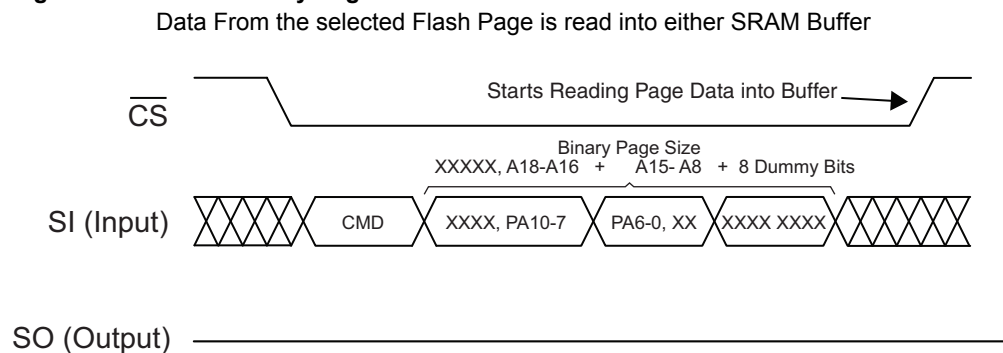 Data From the selected Flash Page is read into either SRAM Buffer
CS
Starts Reading Page Data into Buffer
Binary Page Size
XXXXX, A18-A16 + A15- A8 + 8 Dummy Bits
SI (Input)
CMD
XXXX, PA10-7
PA6-0, XX
XXXX XXXX
SO (Output)